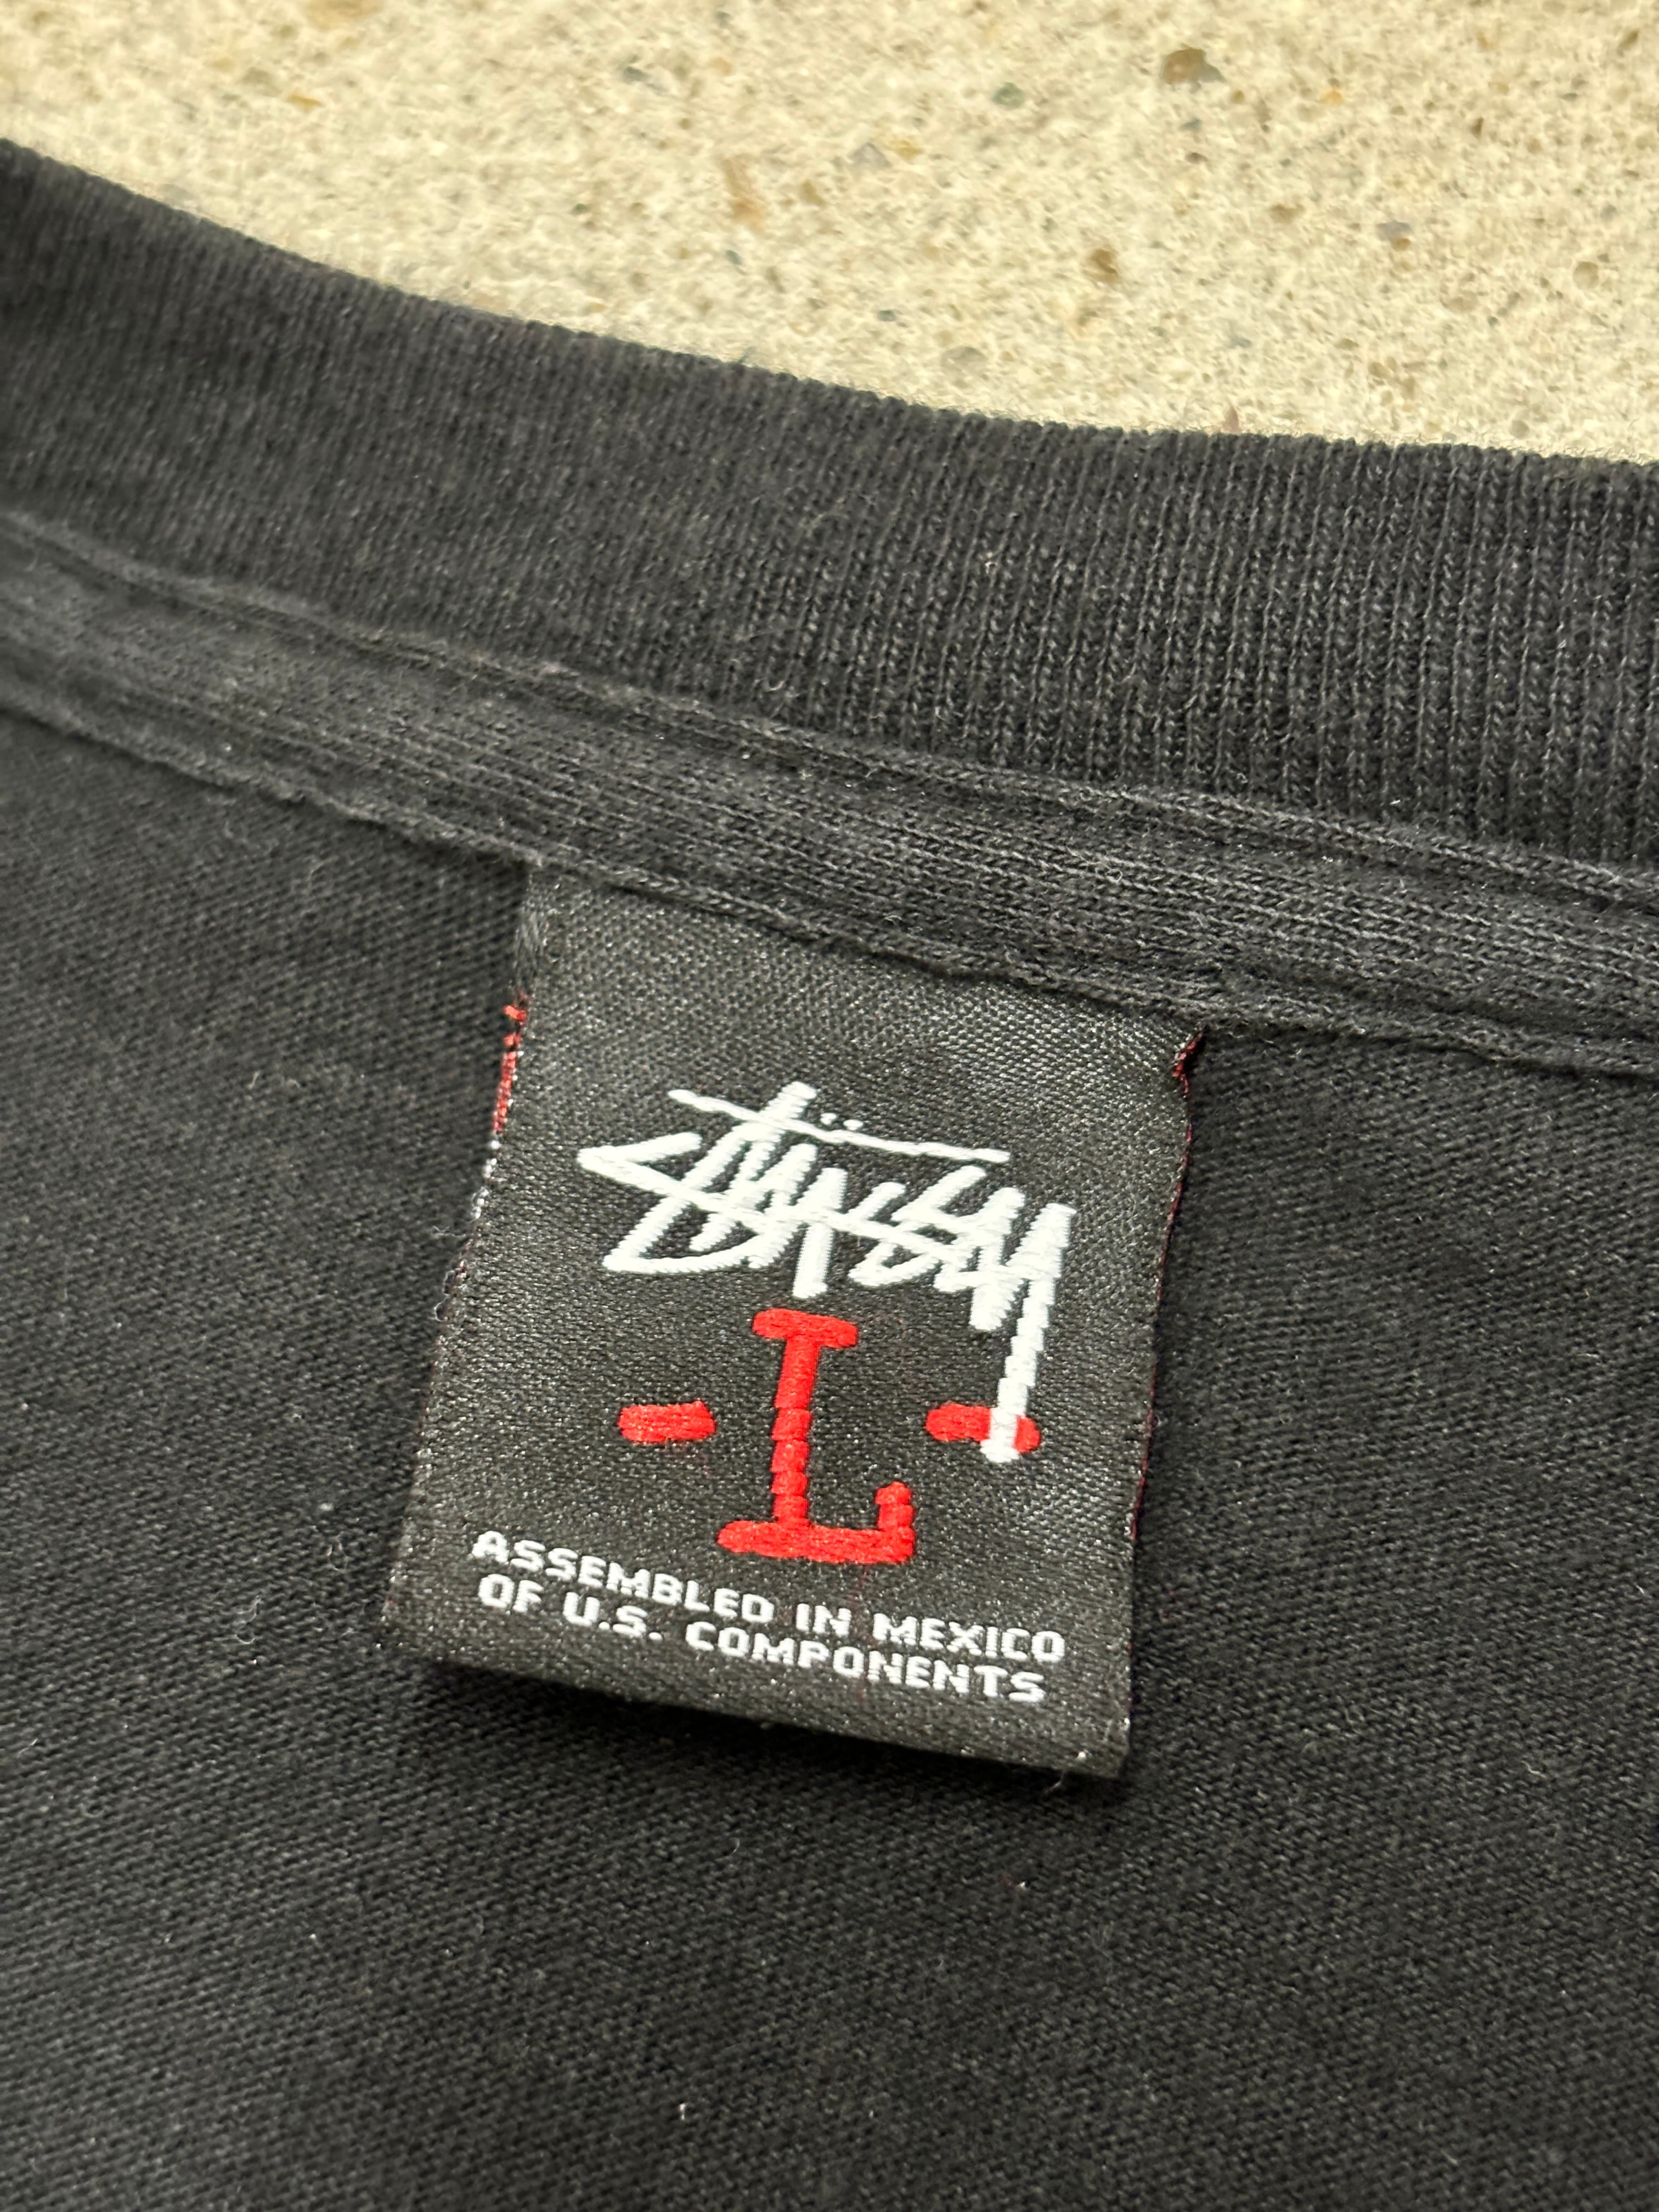 Stüssy
- L -
ASSEMBLED IN MEXICO
OF U.S. COMPONENTS